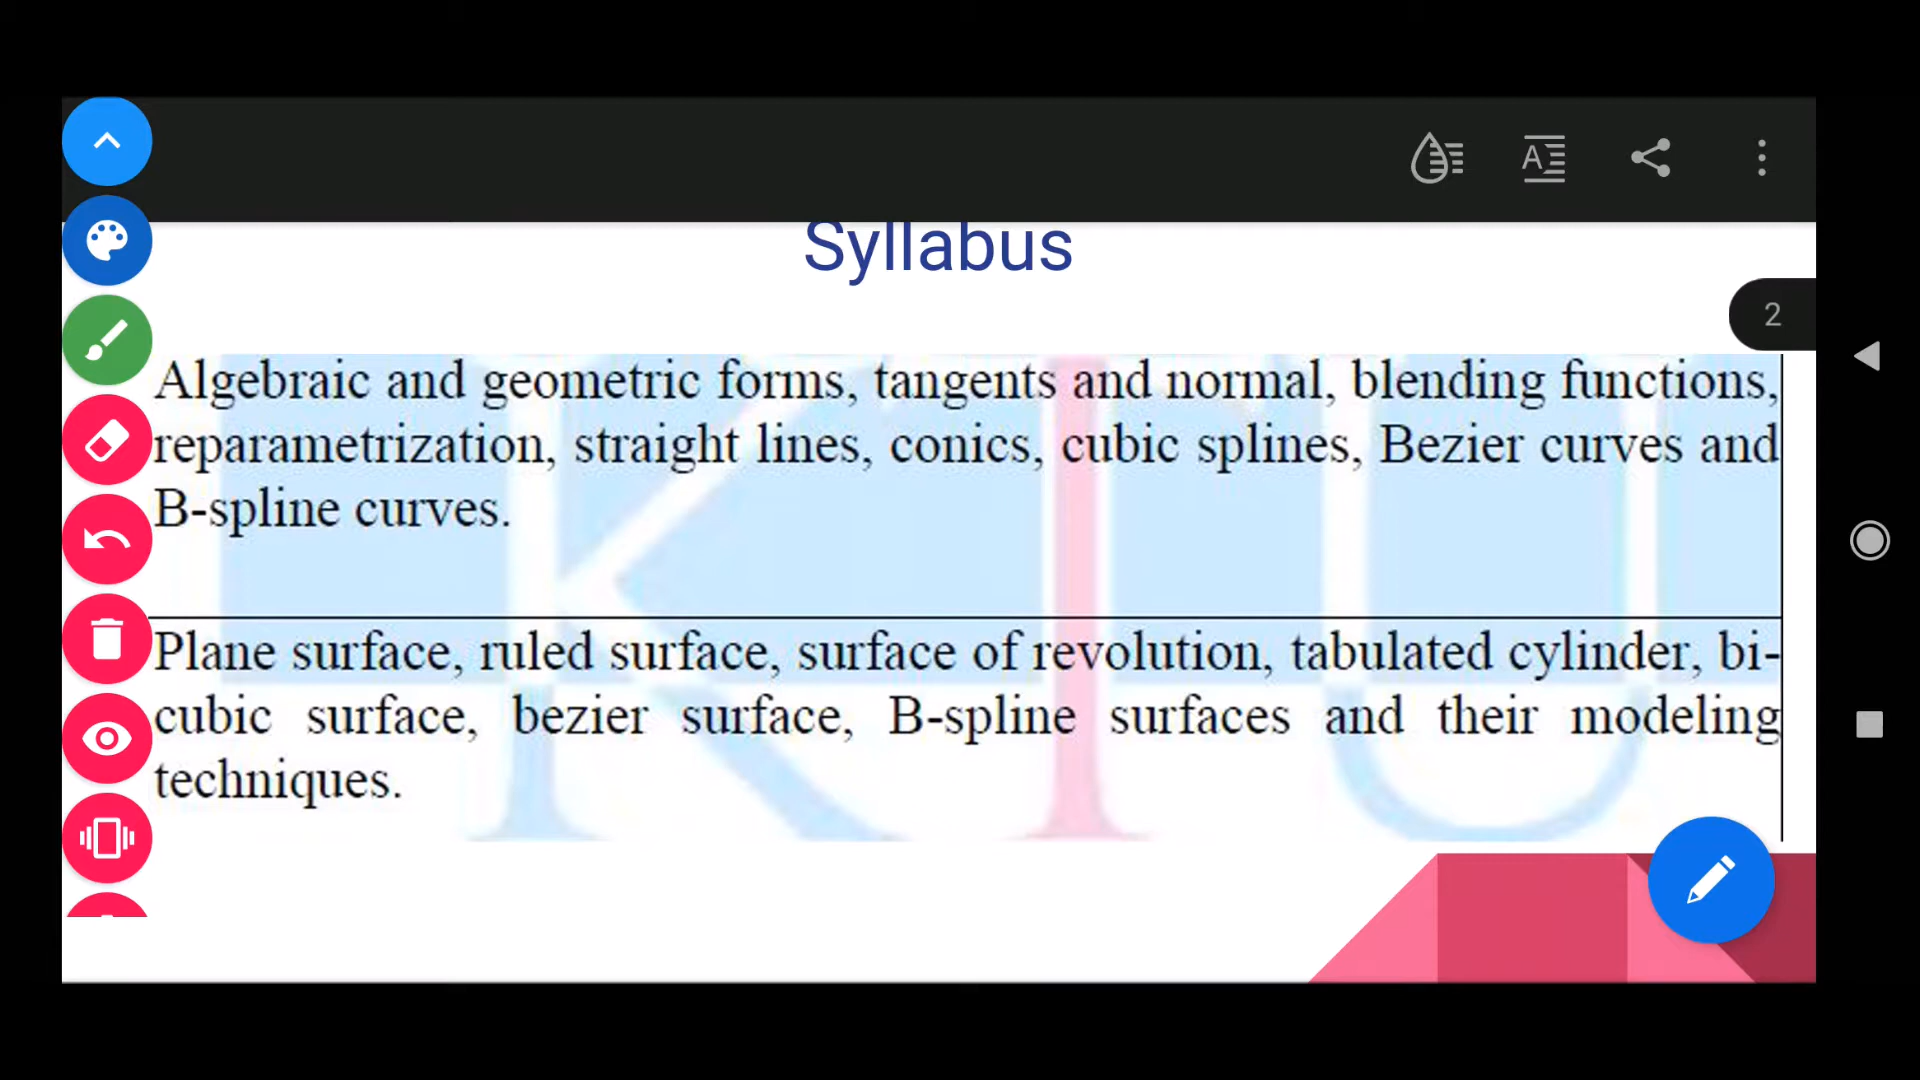 Syllabus
2
Algebraic and geometric forms, tangents and normal, blending functions,
reparametrization, straight lines, conics, cubic splines, Bezier curves and
B-spline curves.
Plane surface, ruled surface, surface of revolution, tabulated cylinder, bi-
cubic surface, bezier surface, B-spline surfaces and their modeling
techniques.
KTU